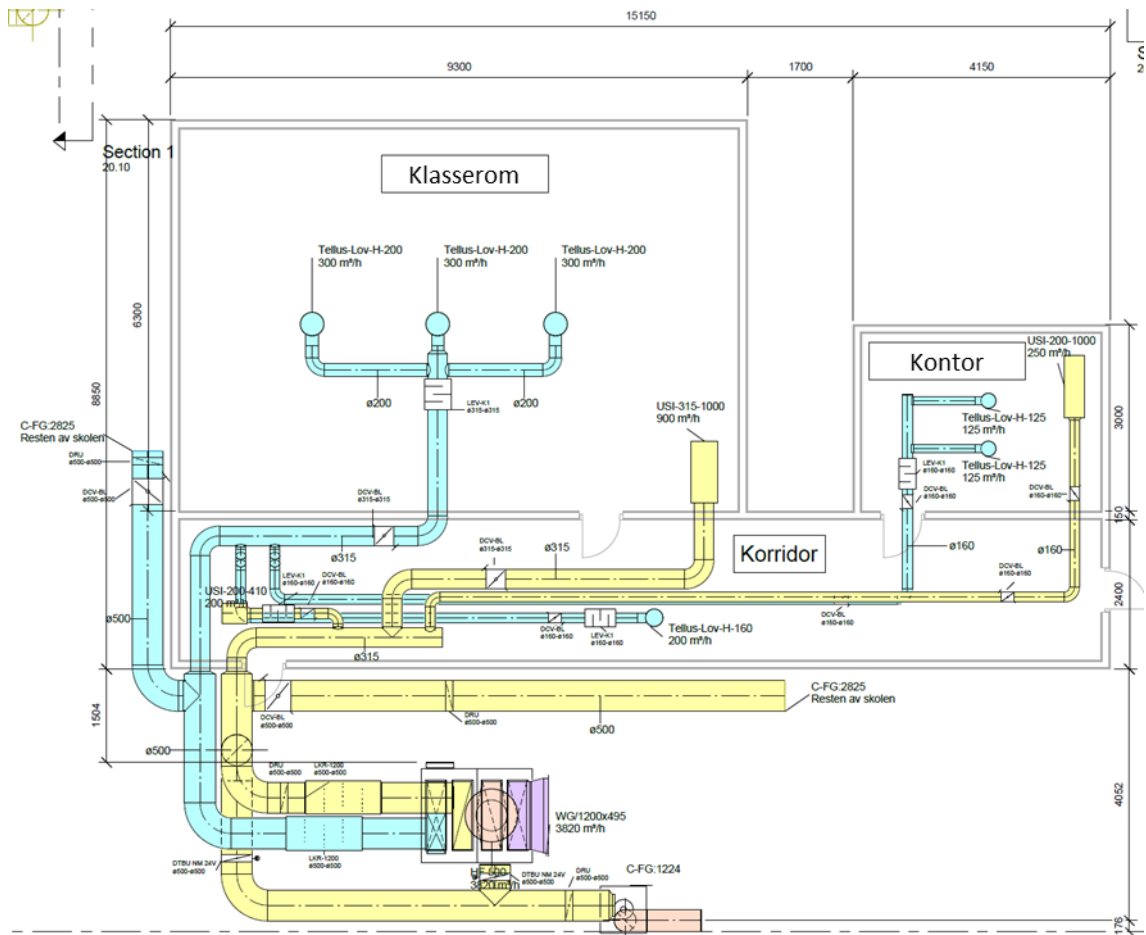 15150
9300
1700
4150
S
2
Section 1
20.10
Klasserom
Tellus-Lov-H-200
300 m³/h
Tellus-Lov-H-200
300 m³/h
Tellus-Lov-H-200
300 m³/h
6300
8850
ø200
LEV-K1
ø315-ø315
ø200
USI-315-1000
900 m³/h
Kontor
USI-200-1000
250 m³/h
Tellus-Lov-H-125
125 m³/h
Tellus-Lov-H-125
125 m³/h
LEV-K1
ø160-ø160
DCV-BL
ø160-ø160
DCV-BL
ø160-ø160
3000
150
C-FG:2825
Resten av skolen
DRU
ø500-ø500
DCV-BL
ø500-ø500
DCV-BL
ø315-ø315
ø315
DCV-BL
ø315-ø315
ø315
Korridor
ø160
ø160
DCV-BL
ø160-ø160
2400
USI-200-410
200 m³/h
LEV-K1
ø160-ø160
DCV-BL
ø160-ø160
DCV-BL
ø160-ø160
LEV-K1
ø160-ø160
Tellus-Lov-H-160
200 m³/h
DCV-BL
ø160-ø160
ø500
ø315
1504
DCV-BL
ø500-ø500
DRU
ø500-ø500
ø500
C-FG:2825
Resten av skolen
ø500
DRU
ø500-ø500
LKR-1200
ø500-ø500
WG/1200x495
3820 m³/h
4052
LKR-1200
ø500-ø500
DTBU NM 24V
ø500-ø500
HF 500
3820 m³/h
DTBU NM 24V
ø500-ø500
DRU
ø500-ø500
C-FG:1224
176